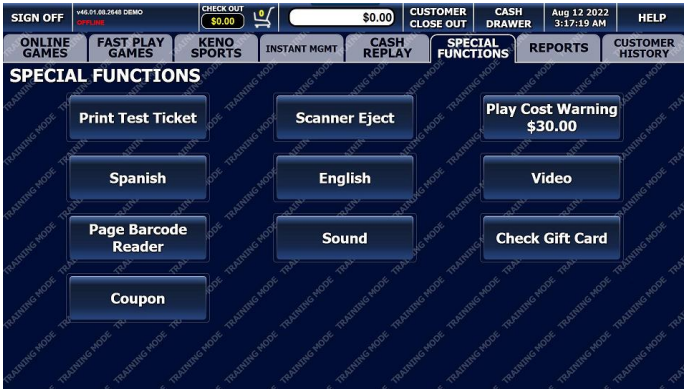 SIGN OFF
v46.01.08.2648 DEMO
OFFLINE
CHECK OUT
$0.00
0
$0.00
CUSTOMER
CLOSE OUT
CASH
DRAWER
Aug 12 2022
3:17:19 AM
HELP
ONLINE
GAMES
FAST PLAY
GAMES
KENO
SPORTS
INSTANT MGMT
CASH
REPLAY
SPECIAL
FUNCTIONS
REPORTS
CUSTOMER
HISTORY
SPECIAL FUNCTIONS
Print Test Ticket
Scanner Eject
Play Cost Warning
$30.00
Spanish
English
Video
Page Barcode
Reader
Sound
Check Gift Card
Coupon
TRAINING MODE